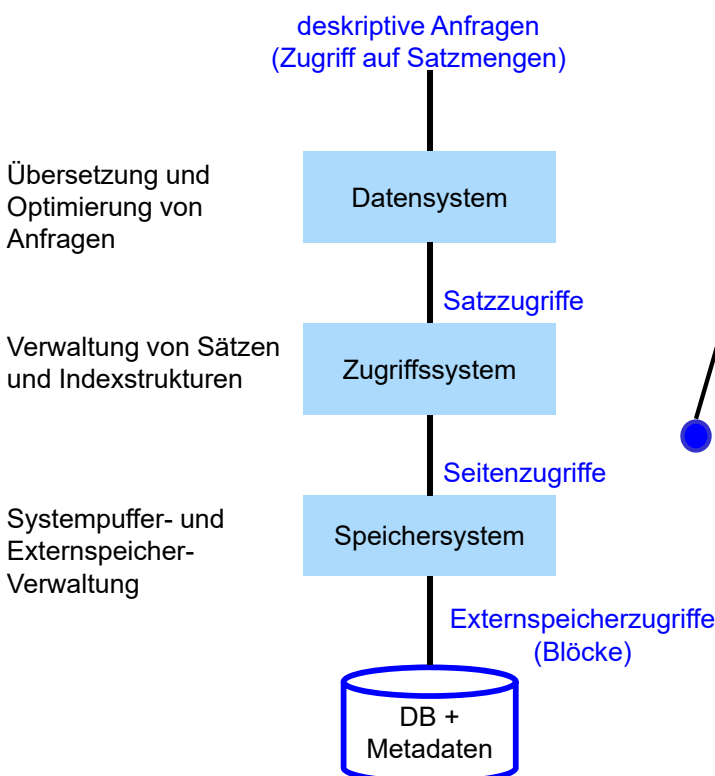 deskriptive Anfragen
(Zugriff auf Satzmengen)
Übersetzung und
Optimierung von
Anfragen
Datensystem
Satzzugriffe
Verwaltung von Sätzen
und Indexstrukturen
Zugriffssystem
Seitenzugriffe
Systempuffer- und
Externspeicher-
Verwaltung
Speichersystem
Externspeicherzugriffe
(Blöcke)
DB +
Metadaten